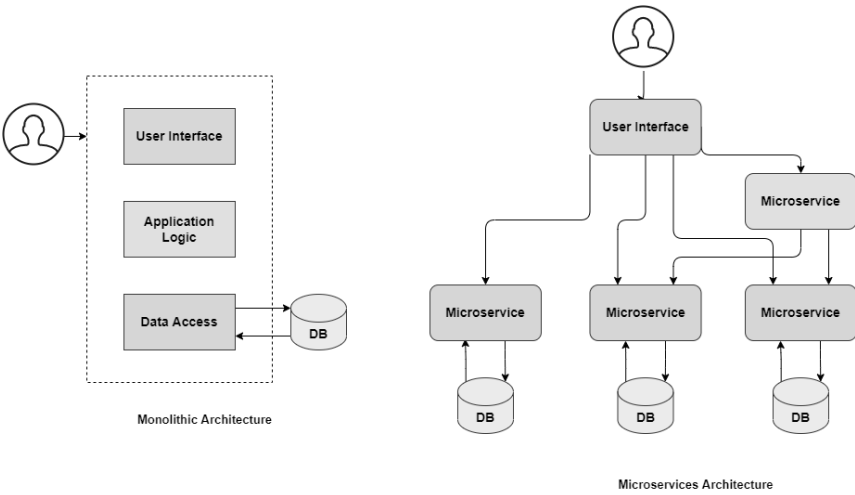 User Interface
Application
Logic
Data Access
DB
Monolithic Architecture
User Interface
Microservice
Microservice
Microservice
Microservice
DB
DB
DB
Microservices Architecture